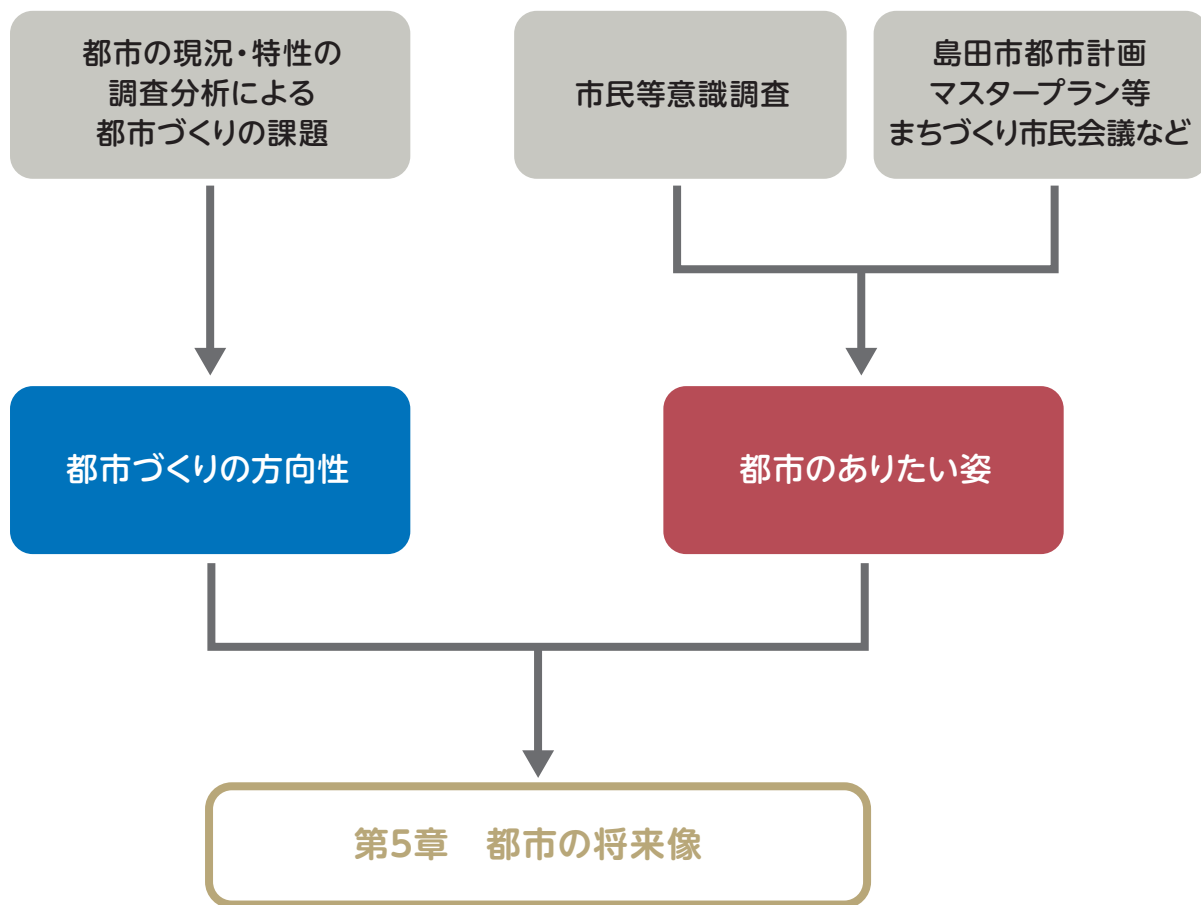 都市の現況・特性の
調査分析による
都市づくりの課題
市民等意識調査
島田市都市計画
マスタープラン等
まちづくり市民会議など
都市づくりの方向性
都市のありたい姿
第5章　都市の将来像